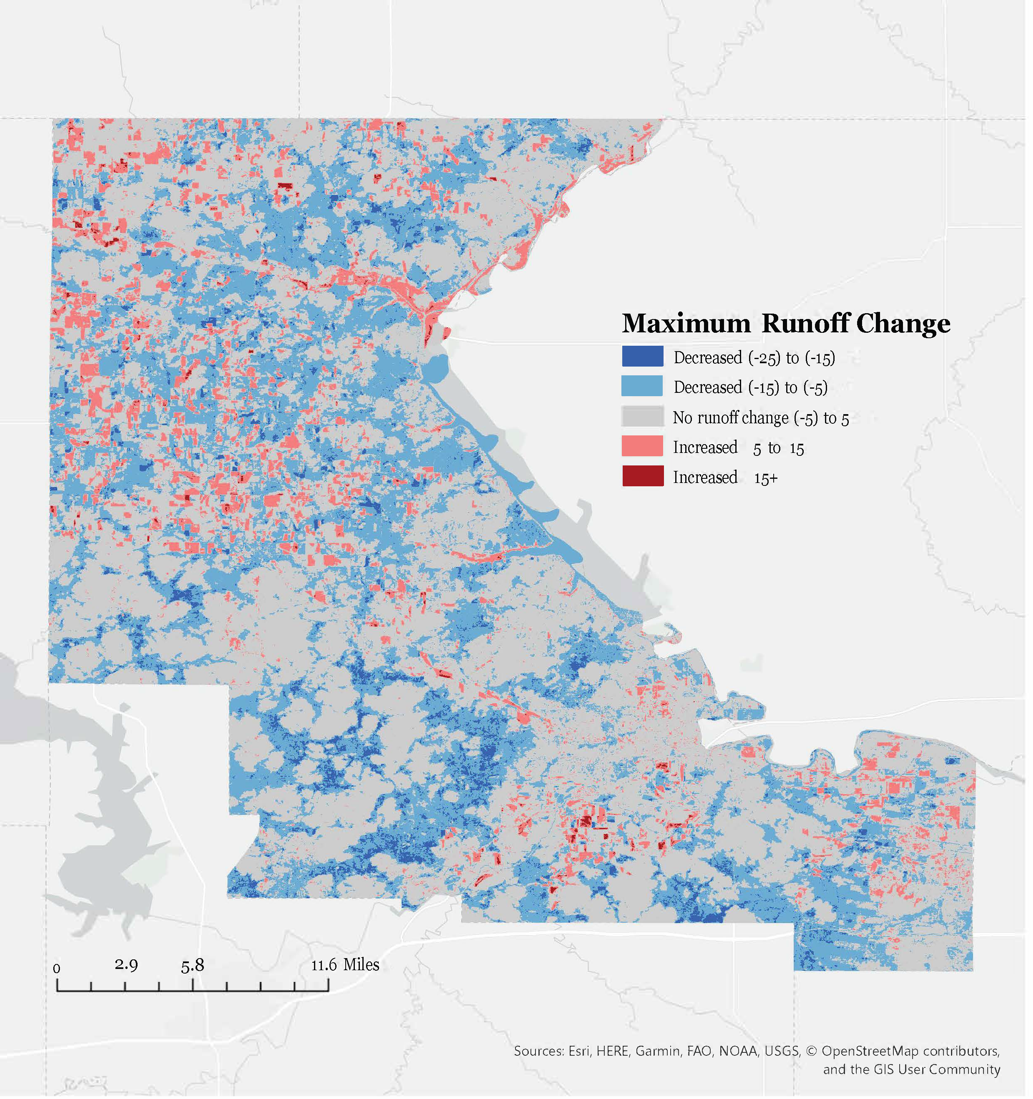 Maximum Runoff Change
Decreased (-25) to (-15)
Decreased (-15) to (-5)
No runoff change (-5) to 5
Increased 5 to 15
Increased 15+
0 2.9 5.8 11.6 Miles
Sources: Esri, HERE, Garmin, FAO, NOAA, USGS, © OpenStreetMap contributors,
and the GIS User Community